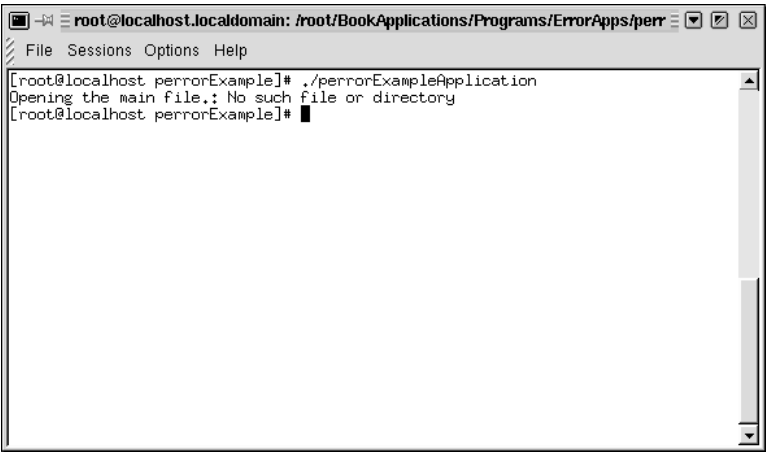 root@localhost.localdomain: /root/BookApplications/Programs/ErrorApps/perr
File Sessions Options Help
[root@localhost perrorExample]# ./perrorExampleApplication
Opening the main file.: No such file or directory
[root@localhost perrorExample]#